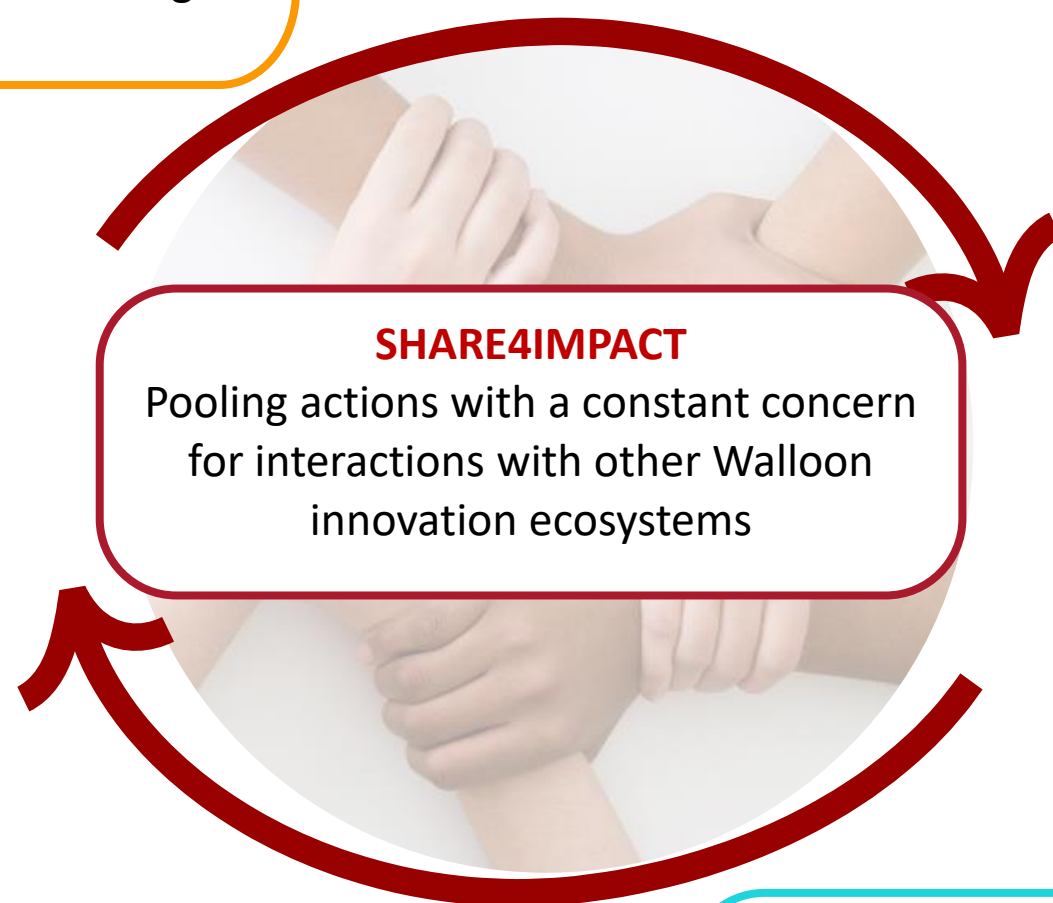 SHARE4IMPACT
Pooling actions with a constant concern
for interactions with other Walloon
innovation ecosystems